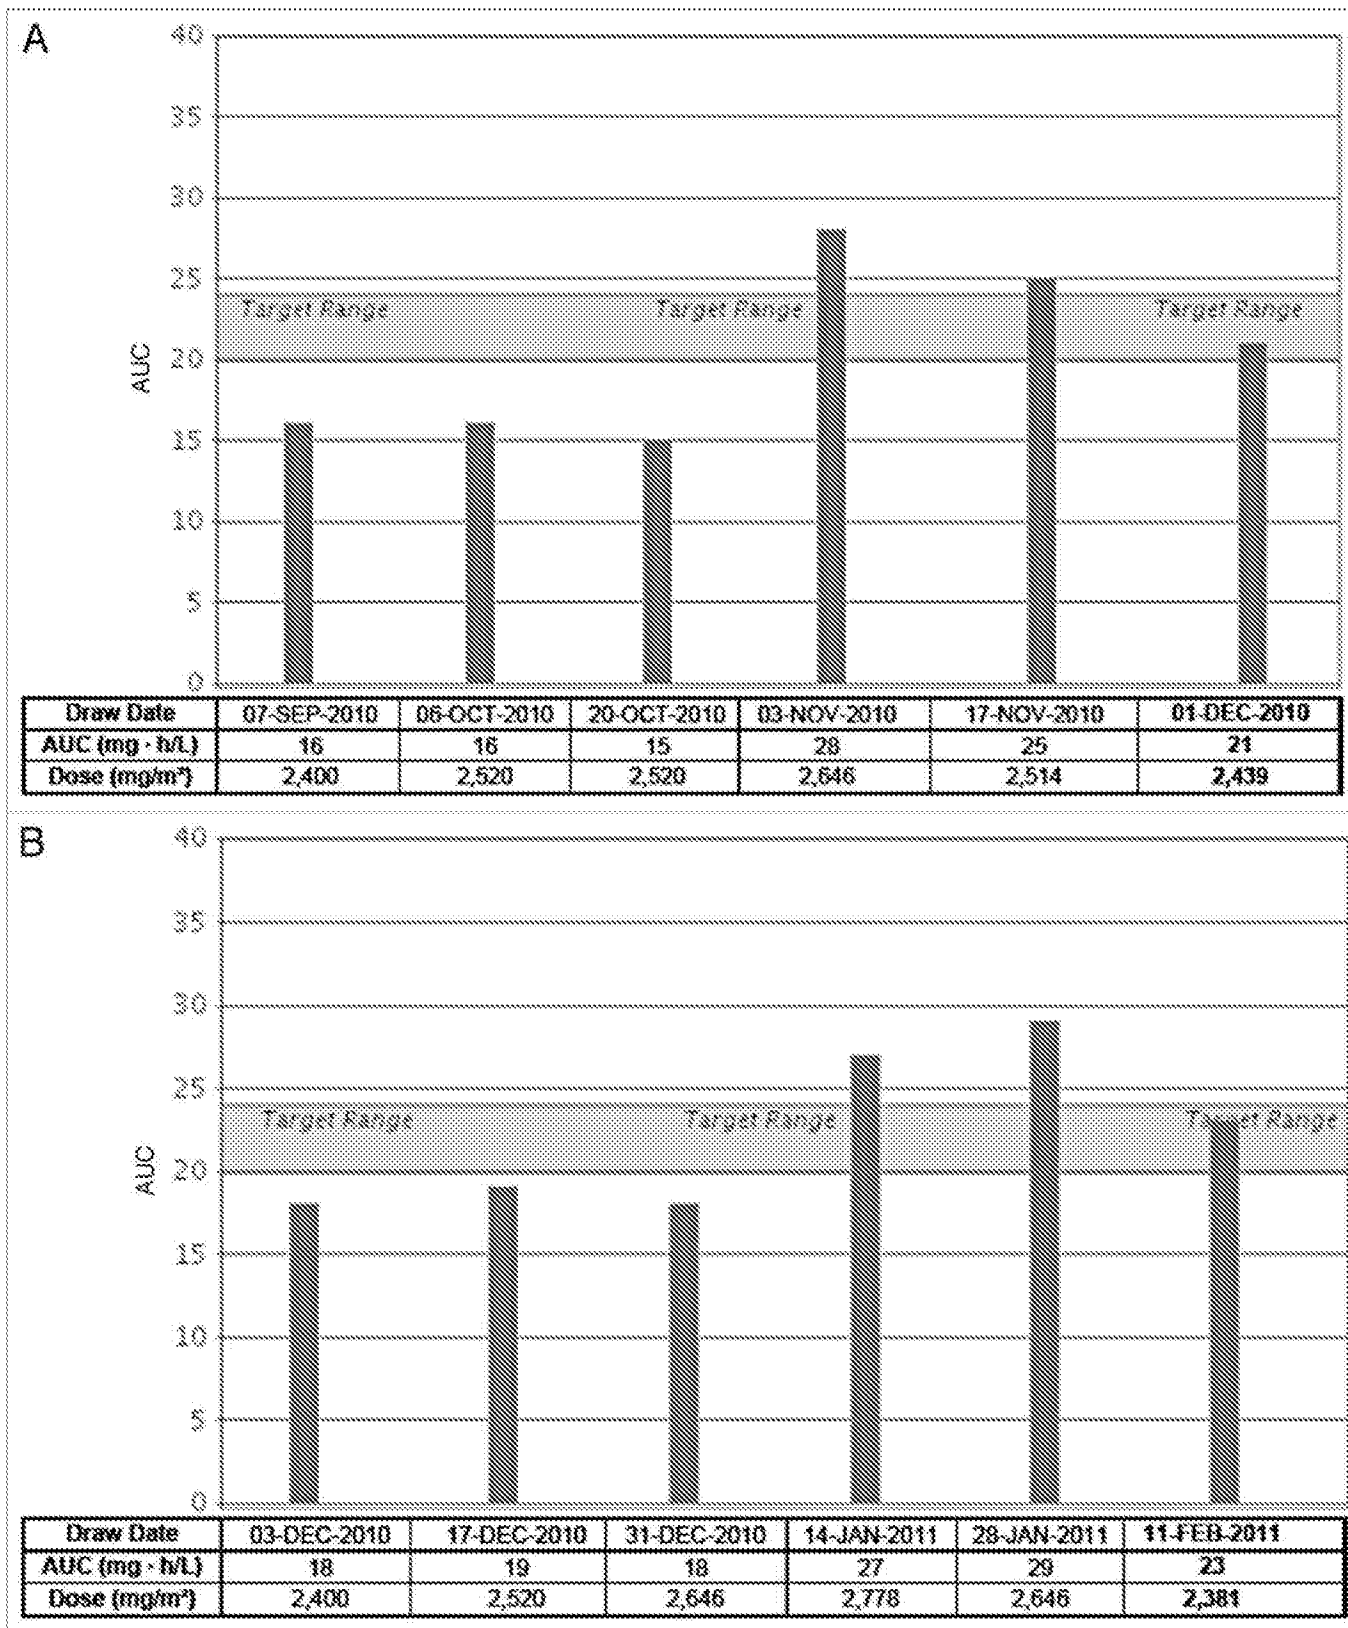 A
40
35
30
25
Target Range Target Range Target Range
20
AUC
15
10
5
0
Draw Date 07-SEP-2010 06-OCT-2010 20-OCT-2010 03-NOV-2010 17-NOV-2010 01-DEC-2010
AUC (mg · h/L) 16 16 15 28 25 21
Dose (mg/m²) 2,400 2,520 2,520 2,646 2,514 2,439
B
40
35
30
25
Target Range Target Range Target Range
20
AUC
15
10
5
0
Draw Date 03-DEC-2010 17-DEC-2010 31-DEC-2010 14-JAN-2011 28-JAN-2011 11-FEB-2011
AUC (mg · h/L) 18 19 18 27 29 23
Dose (mg/m²) 2,400 2,520 2,646 2,778 2,646 2,381